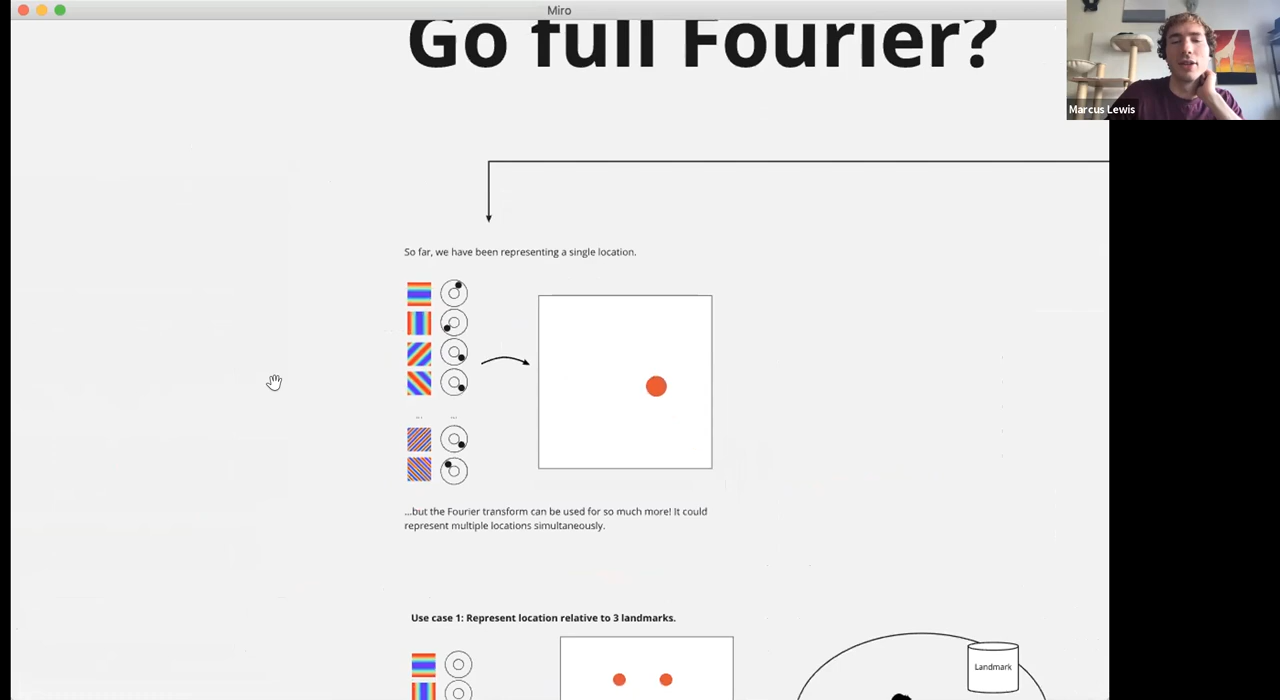 Miro
Go full Fourier?
Marcus Lewis
So far, we have been representing a single location.
...
...
...but the Fourier transform can be used for so much more! It could
represent multiple locations simultaneously.
Use case 1: Represent location relative to 3 landmarks.
Landmark